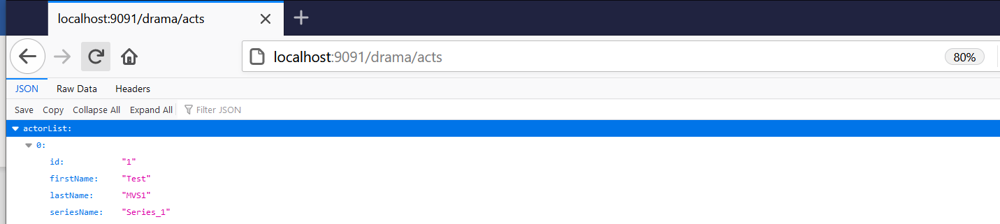 localhost:9091/drama/acts
localhost:9091/drama/acts 80%
JSON Raw Data Headers
Save Copy Collapse All Expand All Filter JSON
actorList:
0:
id: "1"
firstName: "Test"
lastName: "MVS1"
seriesName: "Series_1"